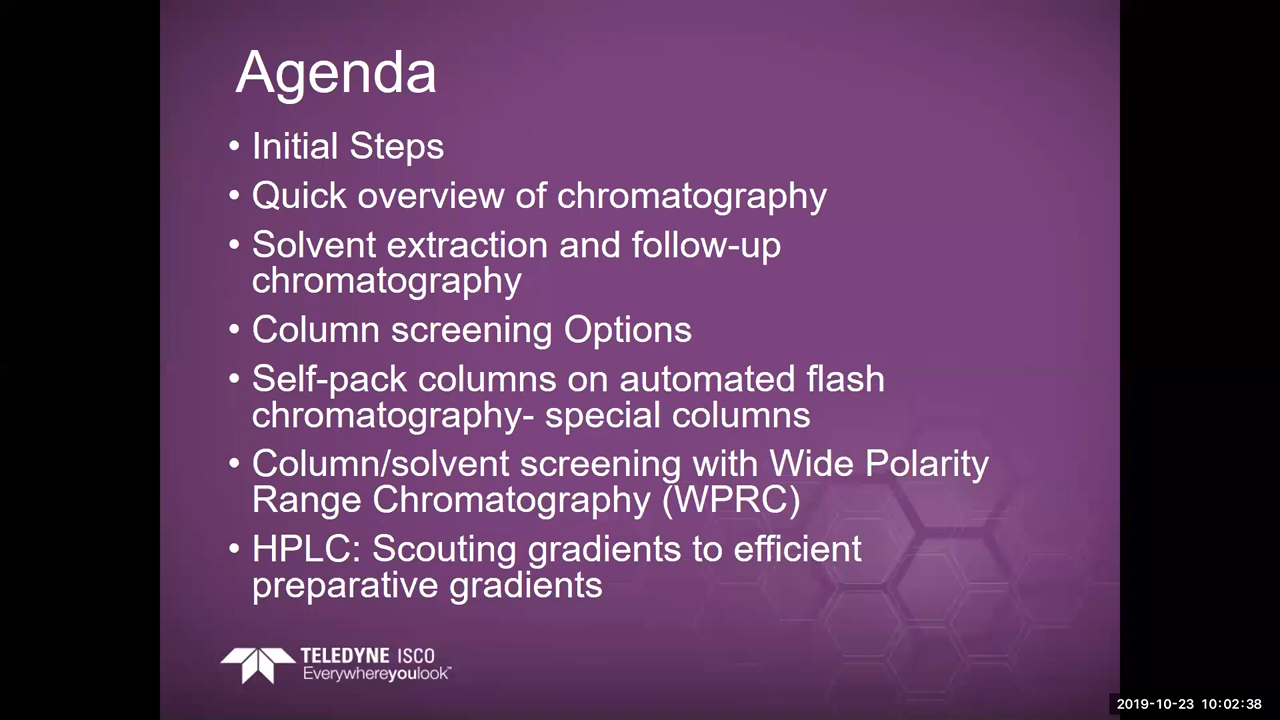 Agenda
• Initial Steps
• Quick overview of chromatography
• Solvent extraction and follow-up
chromatography
• Column screening Options
• Self-pack columns on automated flash
chromatography- special columns
• Column/solvent screening with Wide Polarity
Range Chromatography (WPRC)
• HPLC: Scouting gradients to efficient
preparative gradients
TELEDYNE ISCO
Everywhereyoulook™
2019-10-23 10:02:38